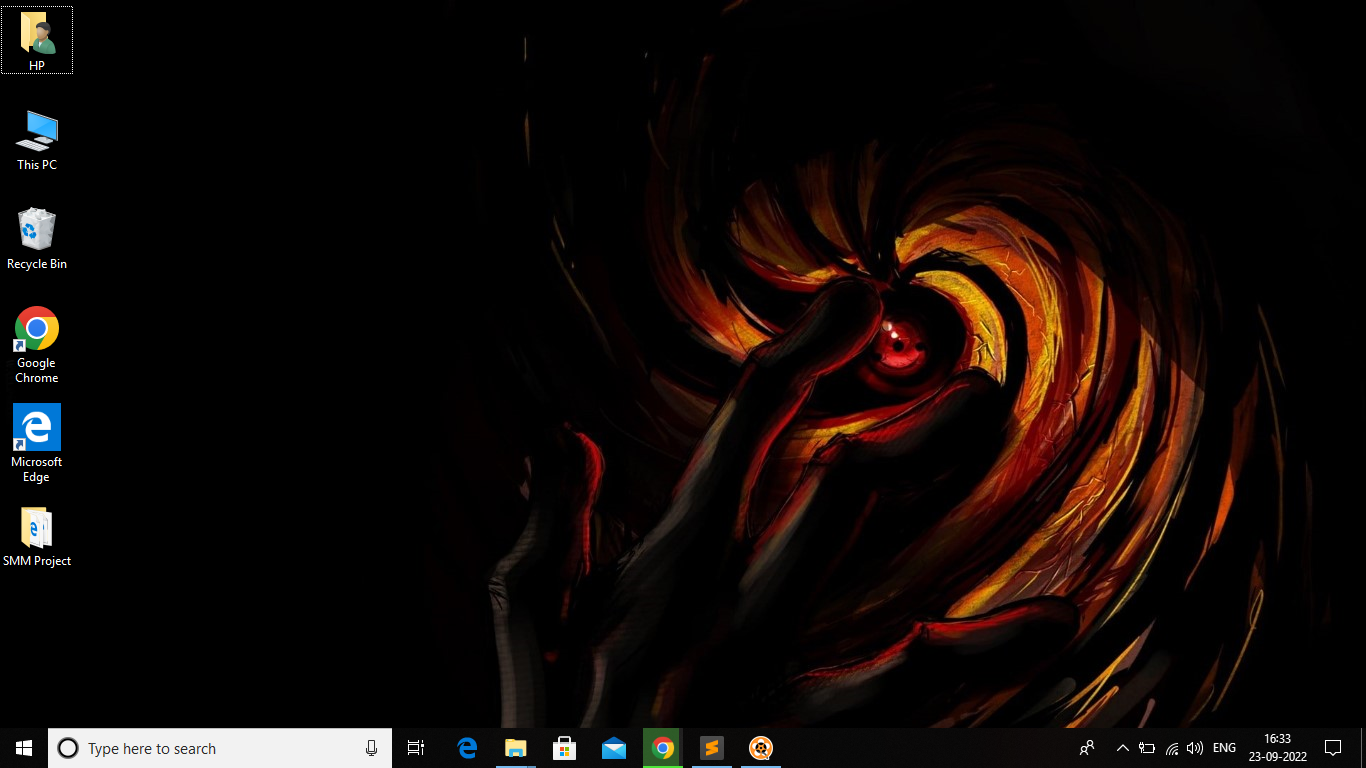 HP
This PC
Recycle Bin
Google
Chrome
Microsoft
Edge
SMM Project
Type here to search
ENG
16:33
23-09-2022